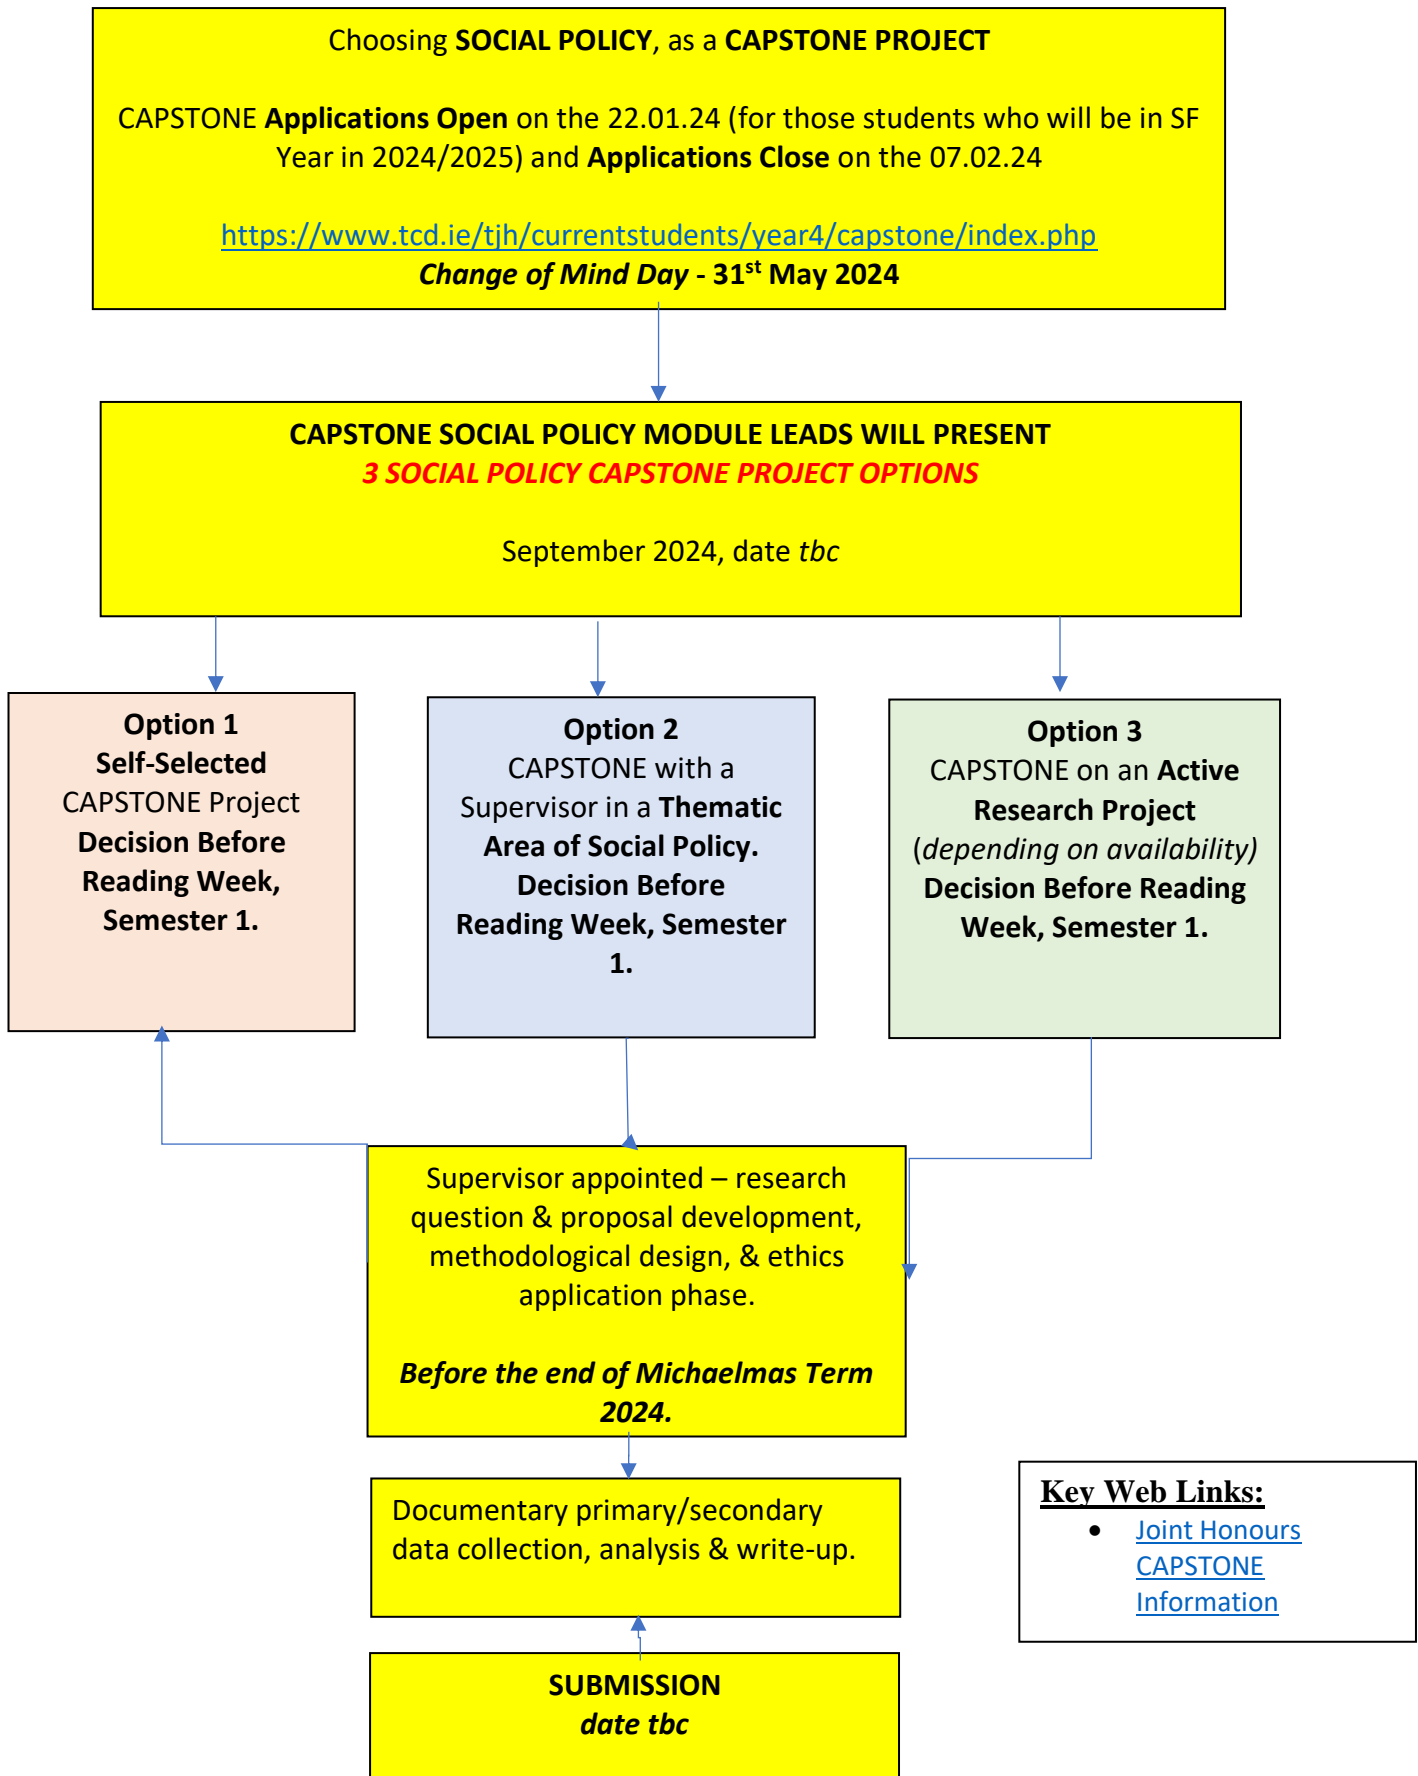 Choosing SOCIAL POLICY, as a CAPSTONE PROJECT
CAPSTONE Applications Open on the 22.01.24 (for those students who will be in SF
Year in 2024/2025) and Applications Close on the 07.02.24
https://www.tcd.ie/tjh/currentstudents/year4/capstone/index.php
Change of Mind Day - 31st May 2024
CAPSTONE SOCIAL POLICY MODULE LEADS WILL PRESENT
3 SOCIAL POLICY CAPSTONE PROJECT OPTIONS
September 2024, date tbc
Option 1
Self-Selected
CAPSTONE Project
Decision Before
Reading Week,
Semester 1.
Option 2
CAPSTONE with a
Supervisor in a Thematic
Area of Social Policy.
Decision Before
Reading Week, Semester
1.
Option 3
CAPSTONE on an Active
Research Project
(depending on availability)
Decision Before Reading
Week, Semester 1.
Supervisor appointed – research
question & proposal development,
methodological design, & ethics
application phase.
Before the end of Michaelmas Term
2024.
Documentary primary/secondary
data collection, analysis & write-up.
Key Web Links:
• Joint Honours
CAPSTONE
Information
SUBMISSION
date tbc